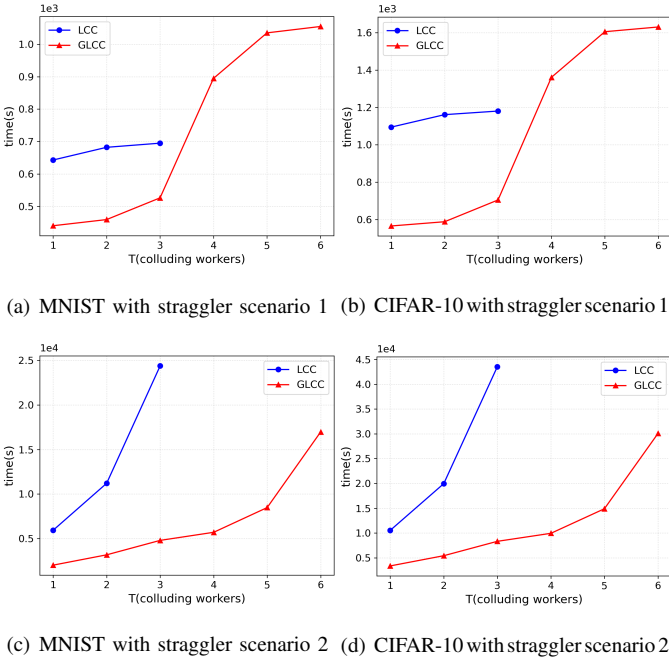 1e3
LCC
GLCC
1.0
0.9
0.8
0.7
0.6
0.5
time(s)
1 2 3 4 5 6
T(colluding workers)
1e3
LCC
GLCC
1.6
1.4
1.2
1.0
0.8
0.6
time(s)
1 2 3 4 5 6
T(colluding workers)
(a) MNIST with straggler scenario 1
(b) CIFAR-10 with straggler scenario 1
1e4
LCC
GLCC
2.5
2.0
1.5
1.0
0.5
time(s)
1 2 3 4 5 6
T(colluding workers)
1e4
LCC
GLCC
4.5
4.0
3.5
3.0
2.5
2.0
1.5
1.0
0.5
time(s)
1 2 3 4 5 6
T(colluding workers)
(c) MNIST with straggler scenario 2
(d) CIFAR-10 with straggler scenario 2